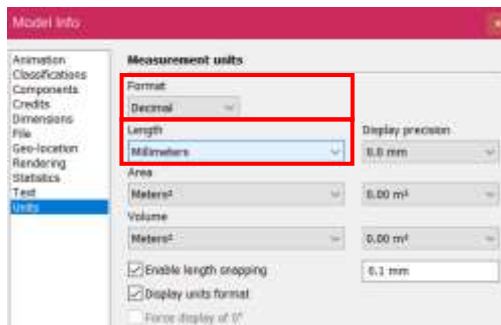 Model Info
Animation
Classifications
Components
Credits
Dimensions
File
Geo-location
Rendering
Statistics
Text
Units
Measurement units
Format
Decimal
Length
Display precision
Millimeters
0.0 mm
Area
Meters²
0.00 m²
Volume
Meters³
0.00 m³
Enable length snapping
0.1 mm
Display units format
Force display of 0"